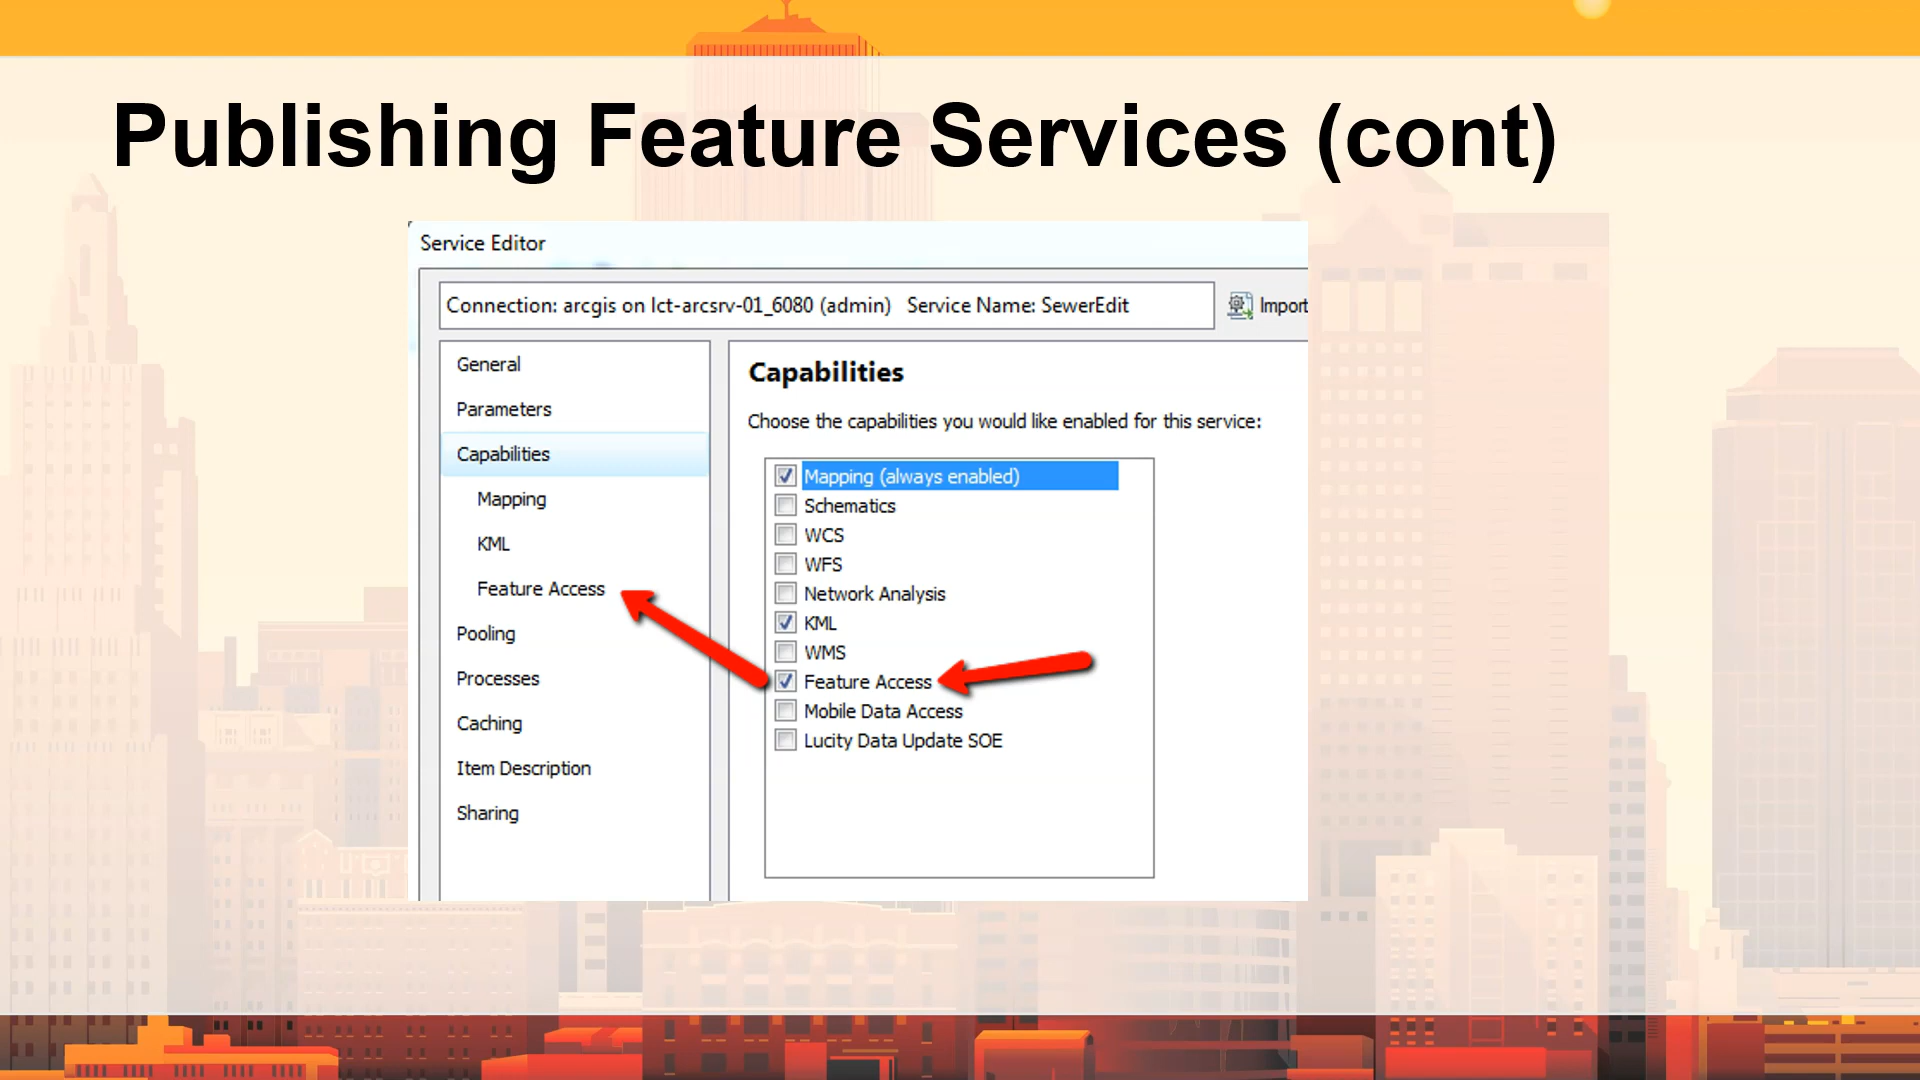 Publishing Feature Services (cont)
Service Editor
Connection: arcgis on lct-arcsrv-01_6080 (admin)   Service Name: SewerEdit
Import
General
Parameters
Capabilities
Mapping
KML
Feature Access
Pooling
Processes
Caching
Item Description
Sharing
Capabilities
Choose the capabilities you would like enabled for this service:
Mapping (always enabled)
Schematics
WCS
WFS
Network Analysis
KML
WMS
Feature Access
Mobile Data Access
Lucity Data Update SOE